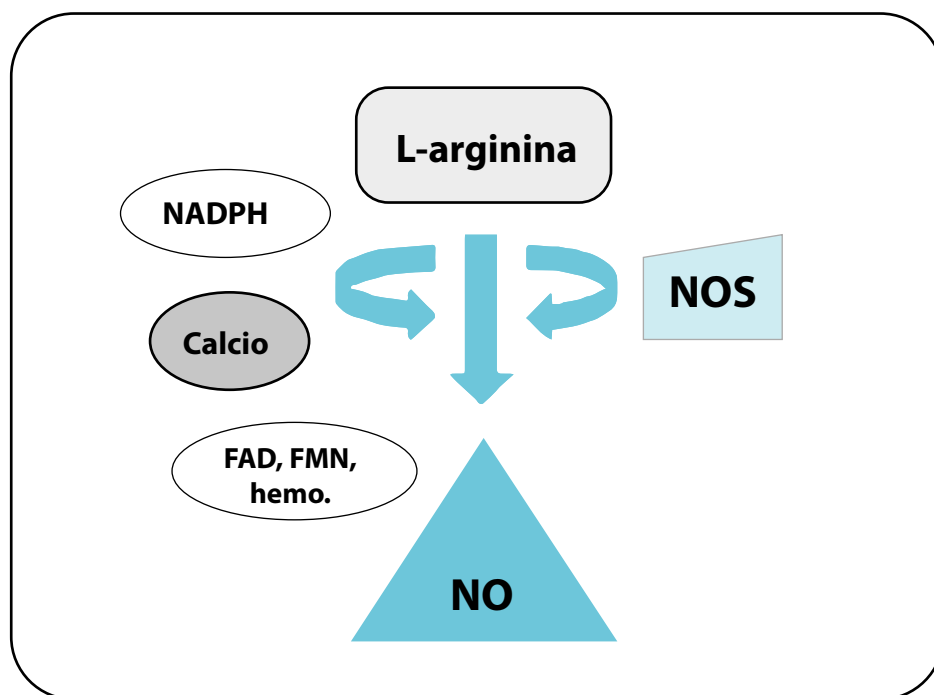 L-arginina
NADPH
NOS
Calcio
FAD, FMN,
hemo.
NO